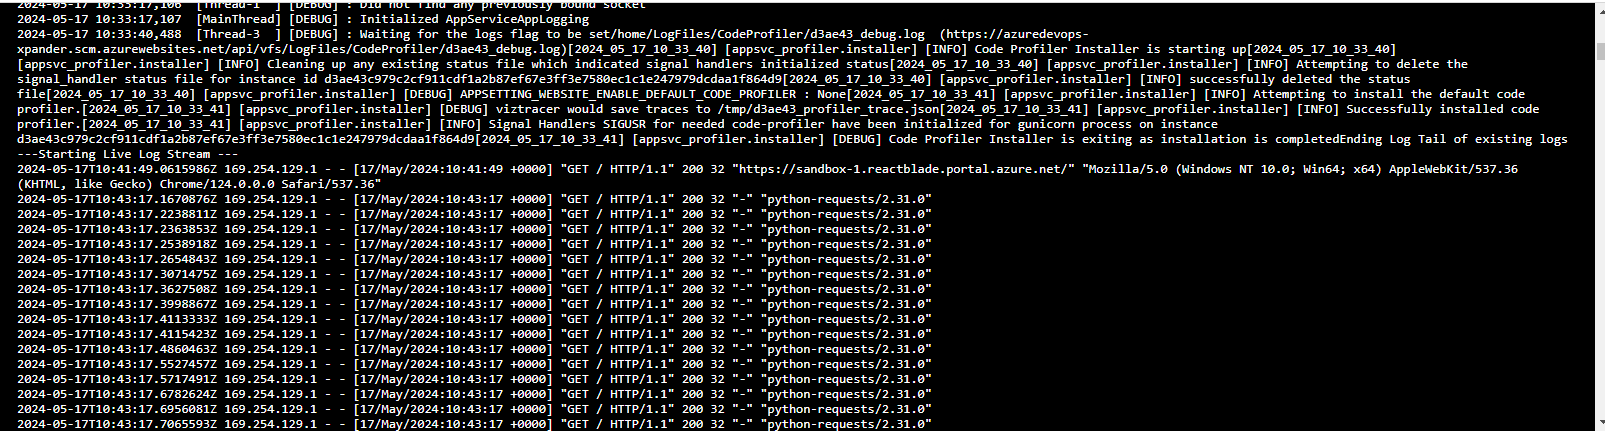 2024-05-17 10:33:17,106  [Thread-1  ] [DEBUG] : Did not find any previously bound socket
2024-05-17 10:33:17,107  [MainThread] [DEBUG] : Initialized AppServiceAppLogging
2024-05-17 10:33:40,488  [Thread-3  ] [DEBUG] : Waiting for the logs flag to be set/home/LogFiles/CodeProfiler/d3ae43_debug.log  (https://azuredevops-
xpander.scm.azurewebsites.net/api/vfs/LogFiles/CodeProfiler/d3ae43_debug.log)[2024_05_17_10_33_40] [appsvc_profiler.installer] [INFO] Code Profiler Installer is starting up[2024_05_17_10_33_40]
[appsvc_profiler.installer] [INFO] Cleaning up any existing status file which indicated signal handlers initialized status[2024_05_17_10_33_40] [appsvc_profiler.installer] [INFO] Attempting to delete the
signal_handler status file for instance id d3ae43c979c2cf911cdf1a2b87ef67e3ff3e7580ec1c1e247979dcdaa1f864d9[2024_05_17_10_33_40] [appsvc_profiler.installer] [INFO] successfully deleted the status
file[2024_05_17_10_33_40] [appsvc_profiler.installer] [DEBUG] APPSETTING_WEBSITE_ENABLE_DEFAULT_CODE_PROFILER : None[2024_05_17_10_33_41] [appsvc_profiler.installer] [INFO] Attempting to install the default code
profiler.[2024_05_17_10_33_41] [appsvc_profiler.installer] [DEBUG] viztracer would save traces to /tmp/d3ae43_profiler_trace.json[2024_05_17_10_33_41] [appsvc_profiler.installer] [INFO] Successfully installed code
profiler.[2024_05_17_10_33_41] [appsvc_profiler.installer] [INFO] Signal Handlers SIGUSR for needed code-profiler have been initialized for gunicorn process on instance
d3ae43c979c2cf911cdf1a2b87ef67e3ff3e7580ec1c1e247979dcdaa1f864d9[2024_05_17_10_33_41] [appsvc_profiler.installer] [DEBUG] Code Profiler Installer is exiting as installation is completedEnding Log Tail of existing logs
---Starting Live Log Stream ---
2024-05-17T10:41:49.0615986Z 169.254.129.1 - - [17/May/2024:10:41:49 +0000] "GET / HTTP/1.1" 200 32 "https://sandbox-1.reactblade.portal.azure.net/" "Mozilla/5.0 (Windows NT 10.0; Win64; x64) AppleWebKit/537.36
(KHTML, like Gecko) Chrome/124.0.0.0 Safari/537.36"
2024-05-17T10:43:17.1670876Z 169.254.129.1 - - [17/May/2024:10:43:17 +0000] "GET / HTTP/1.1" 200 32 "-" "python-requests/2.31.0"
2024-05-17T10:43:17.2238811Z 169.254.129.1 - - [17/May/2024:10:43:17 +0000] "GET / HTTP/1.1" 200 32 "-" "python-requests/2.31.0"
2024-05-17T10:43:17.2363853Z 169.254.129.1 - - [17/May/2024:10:43:17 +0000] "GET / HTTP/1.1" 200 32 "-" "python-requests/2.31.0"
2024-05-17T10:43:17.2538918Z 169.254.129.1 - - [17/May/2024:10:43:17 +0000] "GET / HTTP/1.1" 200 32 "-" "python-requests/2.31.0"
2024-05-17T10:43:17.2654843Z 169.254.129.1 - - [17/May/2024:10:43:17 +0000] "GET / HTTP/1.1" 200 32 "-" "python-requests/2.31.0"
2024-05-17T10:43:17.3071475Z 169.254.129.1 - - [17/May/2024:10:43:17 +0000] "GET / HTTP/1.1" 200 32 "-" "python-requests/2.31.0"
2024-05-17T10:43:17.3627508Z 169.254.129.1 - - [17/May/2024:10:43:17 +0000] "GET / HTTP/1.1" 200 32 "-" "python-requests/2.31.0"
2024-05-17T10:43:17.3998867Z 169.254.129.1 - - [17/May/2024:10:43:17 +0000] "GET / HTTP/1.1" 200 32 "-" "python-requests/2.31.0"
2024-05-17T10:43:17.4113333Z 169.254.129.1 - - [17/May/2024:10:43:17 +0000] "GET / HTTP/1.1" 200 32 "-" "python-requests/2.31.0"
2024-05-17T10:43:17.4115423Z 169.254.129.1 - - [17/May/2024:10:43:17 +0000] "GET / HTTP/1.1" 200 32 "-" "python-requests/2.31.0"
2024-05-17T10:43:17.4860463Z 169.254.129.1 - - [17/May/2024:10:43:17 +0000] "GET / HTTP/1.1" 200 32 "-" "python-requests/2.31.0"
2024-05-17T10:43:17.5527457Z 169.254.129.1 - - [17/May/2024:10:43:17 +0000] "GET / HTTP/1.1" 200 32 "-" "python-requests/2.31.0"
2024-05-17T10:43:17.5717491Z 169.254.129.1 - - [17/May/2024:10:43:17 +0000] "GET / HTTP/1.1" 200 32 "-" "python-requests/2.31.0"
2024-05-17T10:43:17.6782624Z 169.254.129.1 - - [17/May/2024:10:43:17 +0000] "GET / HTTP/1.1" 200 32 "-" "python-requests/2.31.0"
2024-05-17T10:43:17.6956081Z 169.254.129.1 - - [17/May/2024:10:43:17 +0000] "GET / HTTP/1.1" 200 32 "-" "python-requests/2.31.0"
2024-05-17T10:43:17.7065593Z 169.254.129.1 - - [17/May/2024:10:43:17 +0000] "GET / HTTP/1.1" 200 32 "-" "python-requests/2.31.0"